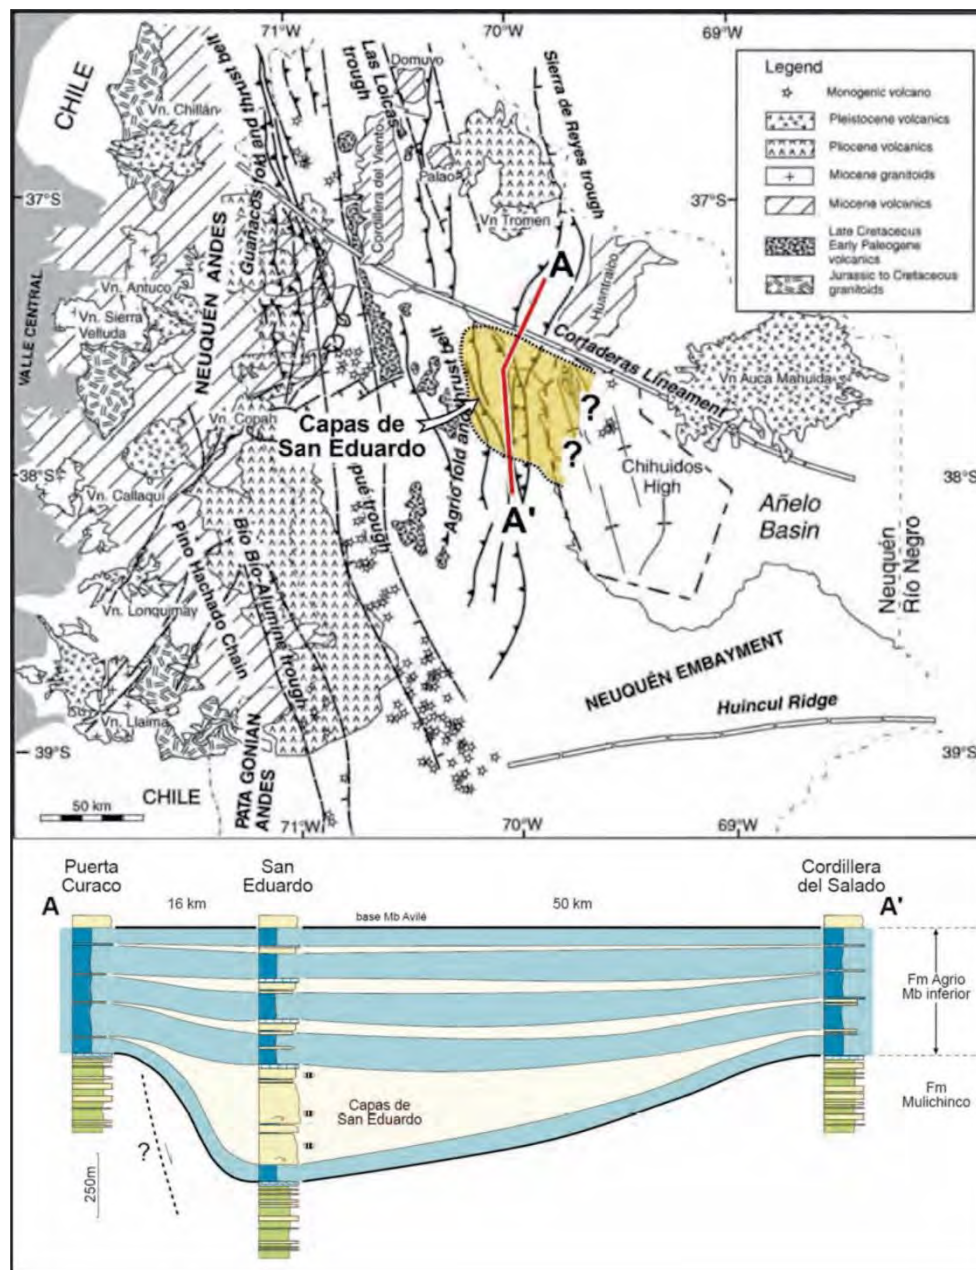 71°W
70°W
69°W
CHILE
Vn. Chillán
Guañacos fold and thrust belt
Las Loicas
trough
Domuyo
Sierra de Reyes trough
Legend
Monogenic volcano
Pleistocene volcanics
Pliocene volcanics
Miocene granitoids
Miocene volcanics
Late Cretaceous
Early Paleogene
volcanics
Jurassic to Cretaceous
granitoids
Cordillera del Viento
Palao
37°S
37°S
Vn Tromen
NEUQUÉN ANDES
A
Huantraico
Vn. Antuco
Vn. Sierra
Velluda
VALLE CENTRAL
Cortaderas Lineament
Vn Auca Mahuida
Agrio fold and thrust belt
Capas de
San Eduardo
?
?
Vn. Copah
Chihuidos
High
38°S
38°S
Vn. Callaqui
A'
Añelo
Basin
pué trough
Pino Hachado Chain
Bío Bío-Aluminé trough
Neuquén
Río Negro
Vn. Lonquimay
NEUQUÉN EMBAYMENT
Vn. Llaima
Huincul Ridge
39°S
39°S
PATA GONIAN
ANDES
50 km
CHILE
71°W
70°W
69°W
Puerta
Curaco
San
Eduardo
Cordillera
del Salado
A
16 km
50 km
A'
base Mb Avilé
Fm Agrio
Mb inferior
Capas de
San Eduardo
Fm
Mulichinco
?
250m